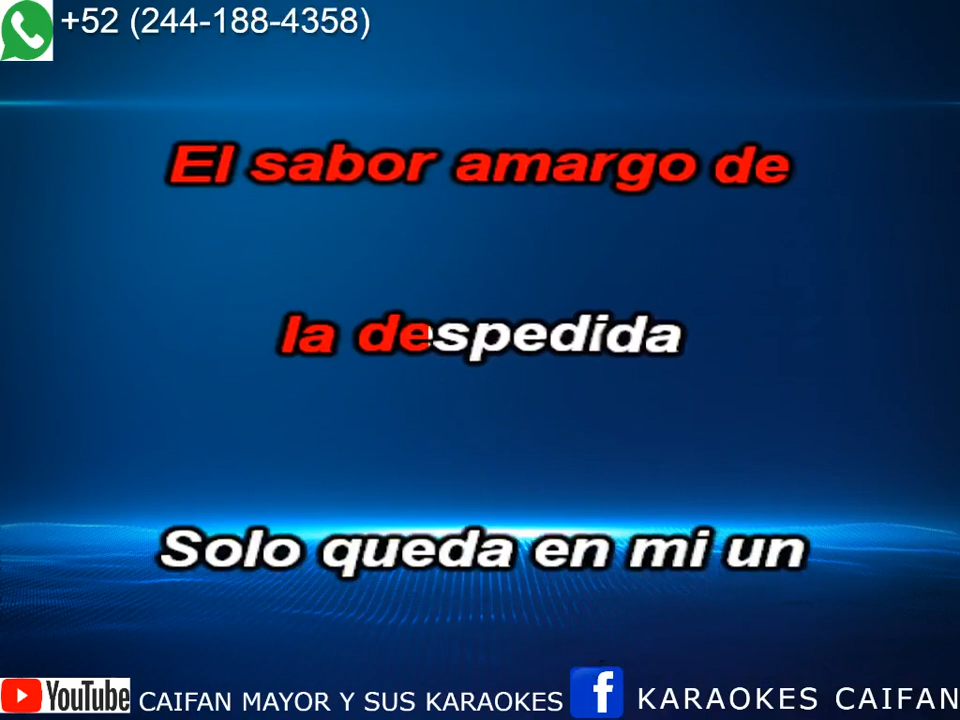 +52 (244-188-4358)
El sabor amargo de
la despedida
Solo queda en mi un
YouTube CAIFAN MAYOR Y SUS KARAOKES f KARAOKES CAIFAN